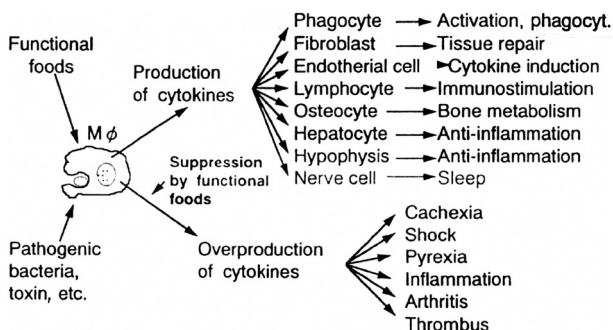 Functional
foods
Mφ
Pathogenic
bacteria,
toxin, etc.
Production
of cytokines
Suppression
by functional
foods
Overproduction
of cytokines
Phagocyte Activation, phagocyt.
Fibroblast Tissue repair
Endotherial cell Cytokine induction
Lymphocyte Immunostimulation
Osteocyte Bone metabolism
Hepatocyte Anti-inflammation
Hypophysis Anti-inflammation
Nerve cell Sleep
Cachexia
Shock
Pyrexia
Inflammation
Arthritis
Thrombus